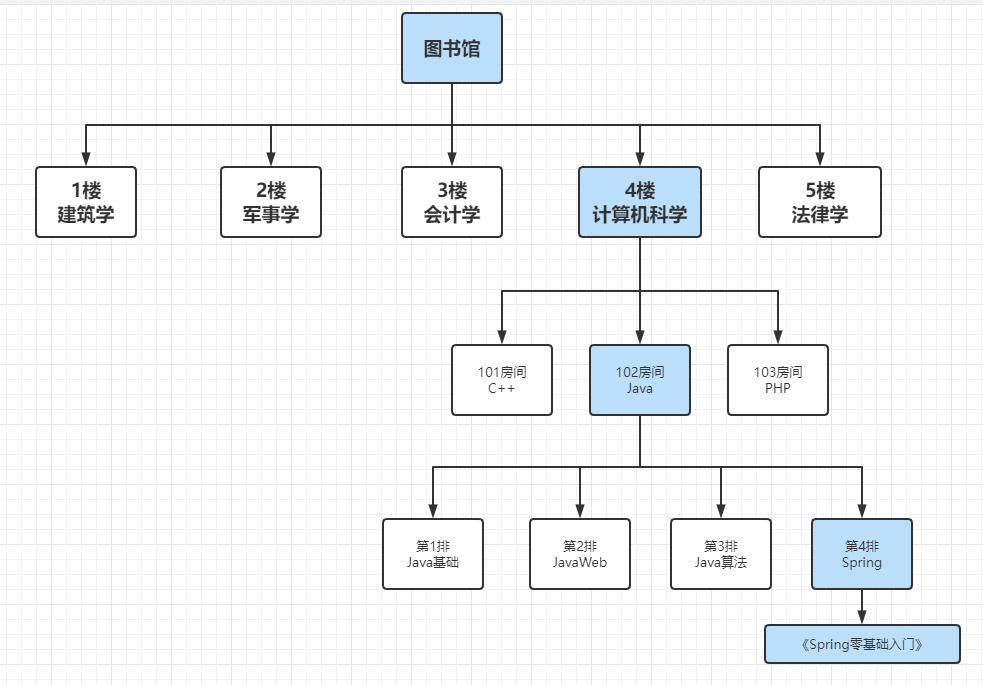 图书馆
1楼
建筑学
2楼
军事学
3楼
会计学
4楼
计算机科学
5楼
法律学
101房间
C++
102房间
Java
103房间
PHP
第1排
Java基础
第2排
JavaWeb
第3排
Java算法
第4排
Spring
《Spring零基础入门》